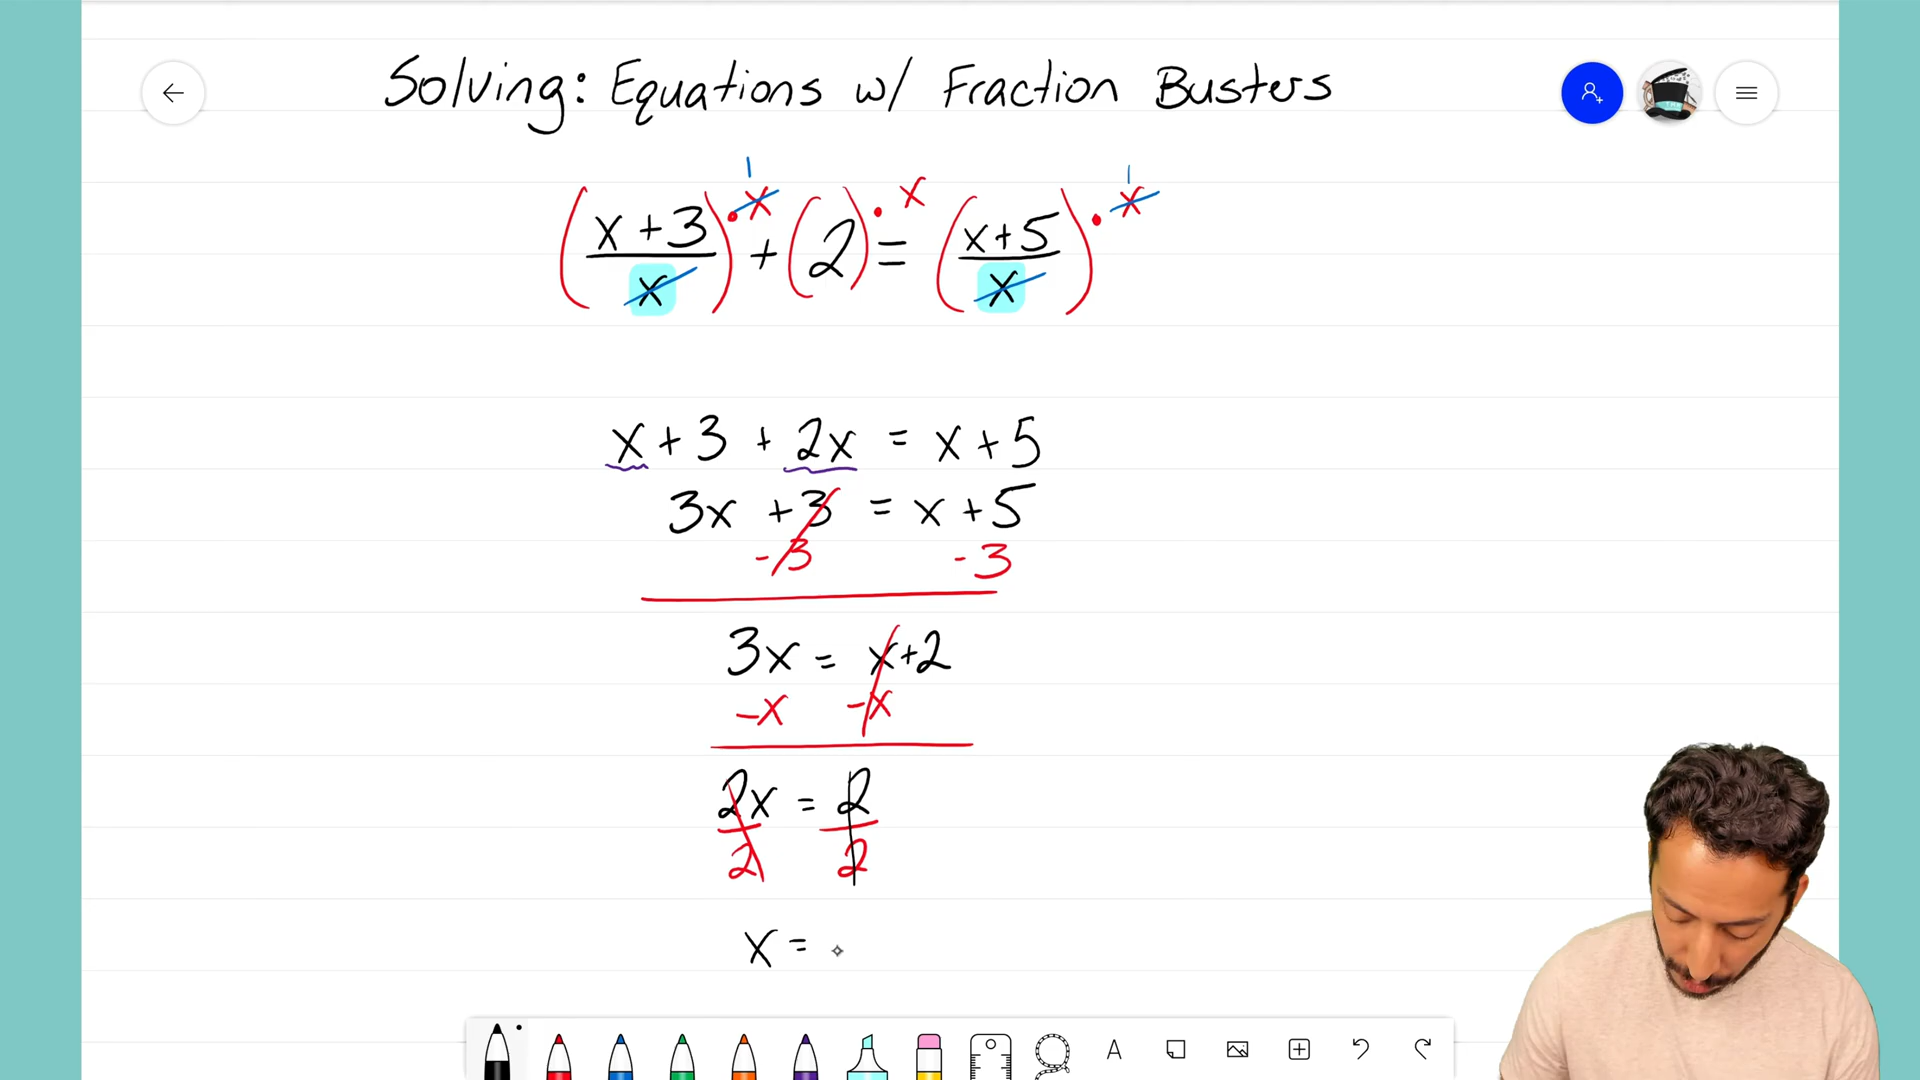 Solving: Equations w/ Fraction Busters
(x+3/x)·x + (2)·x = (x+5/x)·x
1 1
x+3 + 2x = x+5
3x +3 = x+5
-3 -3
3x = x+2
-x -x
2x = 2
2 2
x =
A